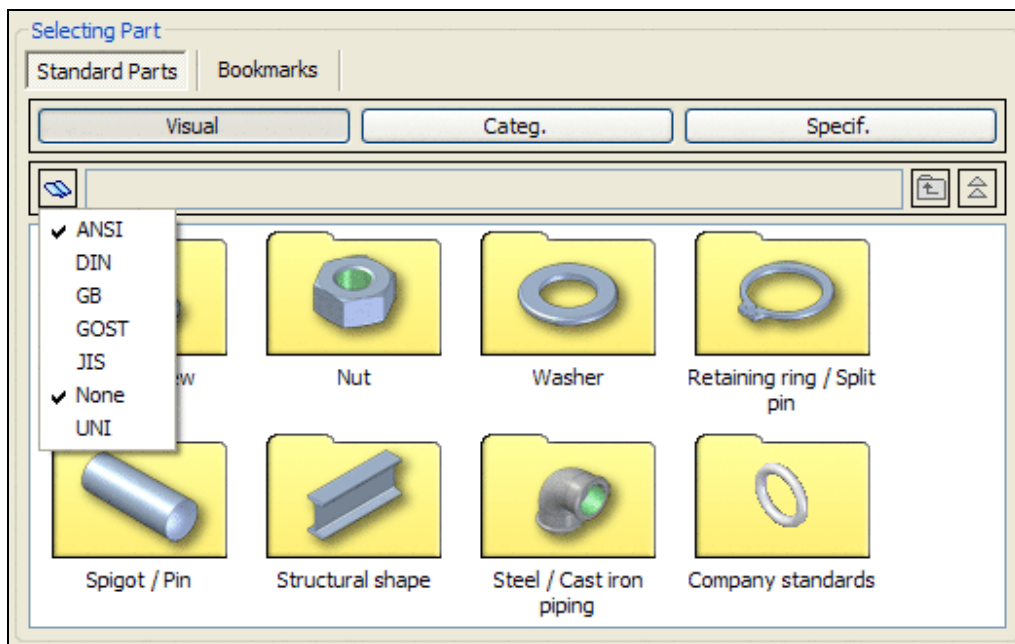 Selecting Part
Standard Parts
Bookmarks
Visual
Categ.
Specif.
ANSI
DIN
GB
GOST
JIS
None
UNI
Nut
Washer
Retaining ring / Split
pin
Spigot / Pin
Structural shape
Steel / Cast iron
piping
Company standards